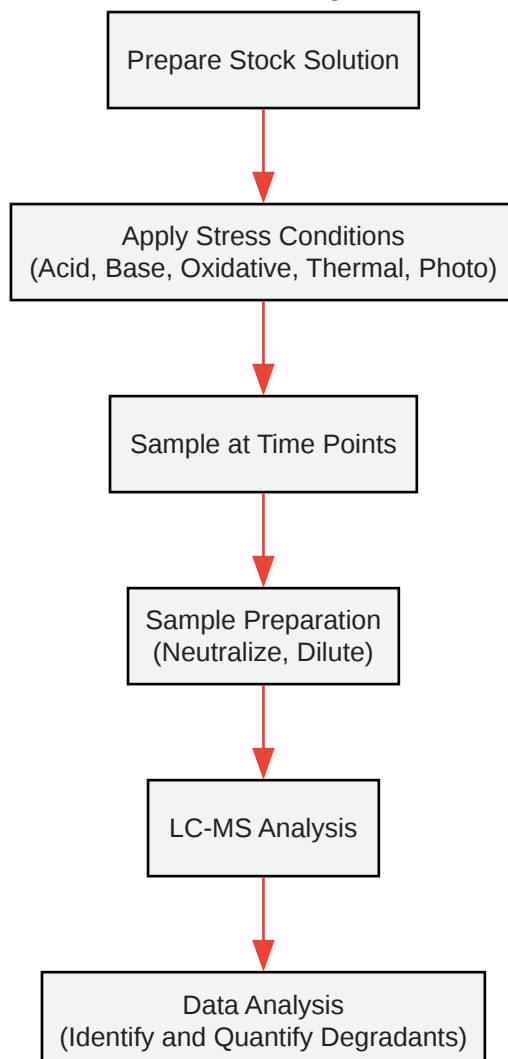 Prepare Stock Solution
Apply Stress Conditions
(Acid, Base, Oxidative, Thermal, Photo)
Sample at Time Points
Sample Preparation
(Neutralize, Dilute)
LC-MS Analysis
Data Analysis
(Identify and Quantify Degradants)